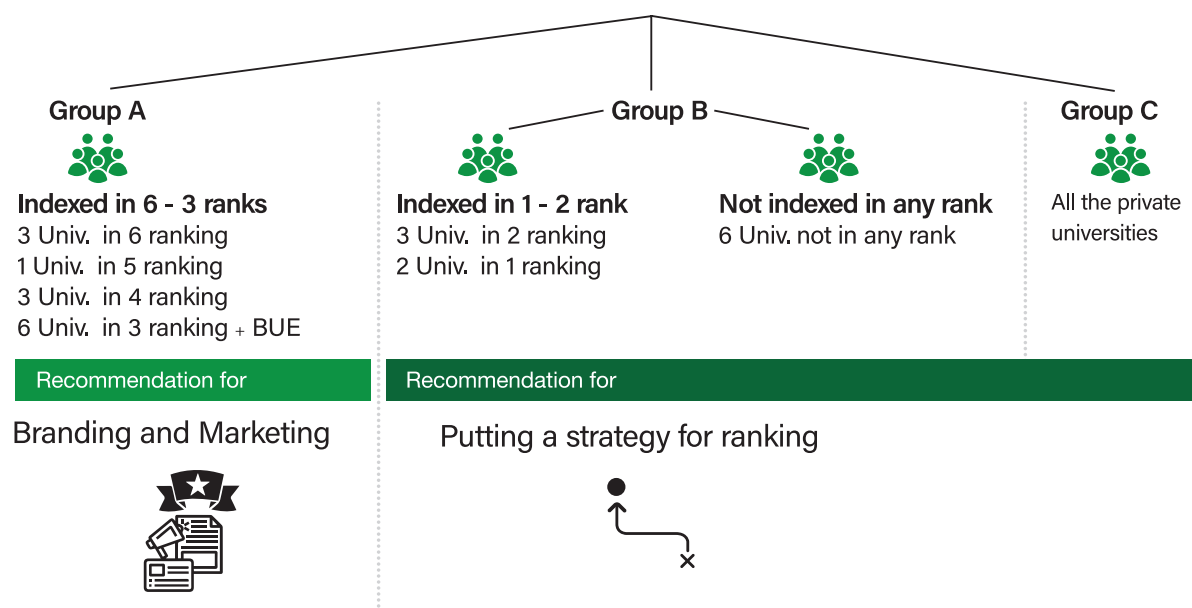 Group A
Indexed in 6 - 3 ranks
3 Univ. in 6 ranking
1 Univ. in 5 ranking
3 Univ. in 4 ranking
6 Univ. in 3 ranking + BUE
Group B
Indexed in 1 - 2 rank
3 Univ. in 2 ranking
2 Univ. in 1 ranking
Not indexed in any rank
6 Univ. not in any rank
Group C
All the private
universities
Recommendation for
Branding and Marketing
Recommendation for
Putting a strategy for ranking